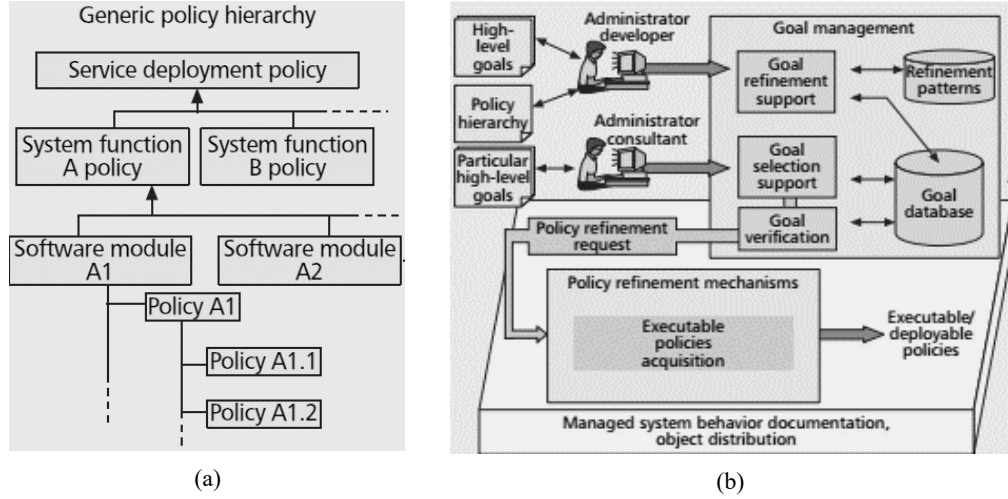 Generic policy hierarchy
Service deployment policy
System function
A policy
System function
B policy
Software module
A1
Software module
A2
Policy A1
Policy A1.1
Policy A1.2
(a)
High-
level
goals
Policy
hierarchy
Particular
high-level
goals
Administrator
developer
Administrator
consultant
Goal management
Goal
refinement
support
Refinement
patterns
Goal
selection
support
Goal
database
Goal
verification
Policy refinement
request
Policy refinement mechanisms
Executable
policies
acquisition
Executable/
deployable
policies
Managed system behavior documentation,
object distribution
(b)